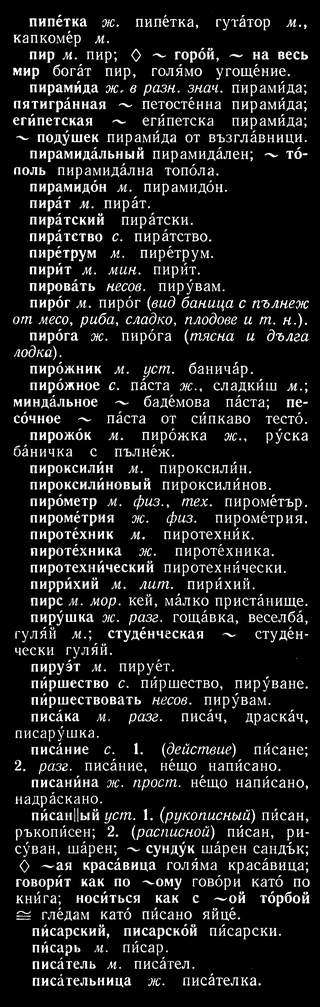 пипе́тка ж. пипе́тка, гута́тор м.,
капкоме́р м.
пир м. пир; ◊ ~ горо́й, ~ на весь
мир бога́т пир, голя́мо угоще́ние.
пирами́да ж. в разн. знач. пирами́да;
пятигра́нная ~ петосте́нна пирами́да;
еги́петская ~ еги́петска пирами́да;
~ поду́шек пирами́да от възгла́вници.
пирамида́льный пирамида́лен; ~ то́-
поль пирамида́лна топо́ла.
пирамидо́н м. пирамидо́н.
пира́т м. пира́т.
пира́тский пира́тски.
пира́тство с. пира́тство.
пире́трум м. пире́трум.
пири́т м. мин. пири́т.
пирова́ть несов. пиру́вам.
пиро́г м. пиро́г (вид баница с пълнеж
от месо, риба, сладко, плодове и т. н.).
пиро́га ж. пиро́га (тясна и дълга
лодка).
пиро́жник м. уст. банича́р.
пиро́жное с. па́ста ж., сладки́ш м.;
минда́льное ~ баде́мова па́ста; пе-
со́чное ~ па́ста от си́пкаво тесто́.
пирожо́к м. пиро́жка ж., ру́ска
ба́ничка с пълне́ж.
пироксили́н м. пироксили́н.
пироксили́новый пироксили́нов.
пиро́метр м. физ., тех. пироме́тър.
пироме́трия ж. физ. пироме́трия.
пироте́хник м. пироте́хник.
пироте́хника ж. пироте́хника.
пиротехни́ческий пиротехни́чески.
пирри́хий м. лит. пири́хий.
пирс м. мор. кей, ма́лко приста́нище.
пиру́шка ж. разг. гоща́вка, веселба́,
гуля́й м.; студе́нческая ~ студе́н-
чески гуля́й.
пируэ́т м. пируе́т.
пи́ршество с. пи́ршество, пиру́ване.
пи́ршествовать несов. пиру́вам.
писа́ка м. разг. писа́ч, драска́ч,
писару́шка.
писа́ние с. 1. (действие) пи́сане;
2. разг. писа́ние, не́що напи́сано.
писани́на ж. прост. не́що напи́сано,
надра́скано.
пи́сан||ый уст. 1. (рукописный) пи́сан,
ръкопи́сен; 2. (расписной) пи́сан, ри-
су́ван, ша́рен; ~ сунду́к ша́рен санды́к;
◊ ~ая краса́вица голя́ма краса́вица;
говори́т как по ~ому гово́ри като́ по
кни́га; носи́ться как с ~ой то́рбой
≅ гле́дам като́ пи́сано яйце́.
пи́сарский, писарско́й пи́сарски.
пи́сарь м. пи́сар.
писа́тель м. писа́тел.
писа́тельница ж. писа́телка.